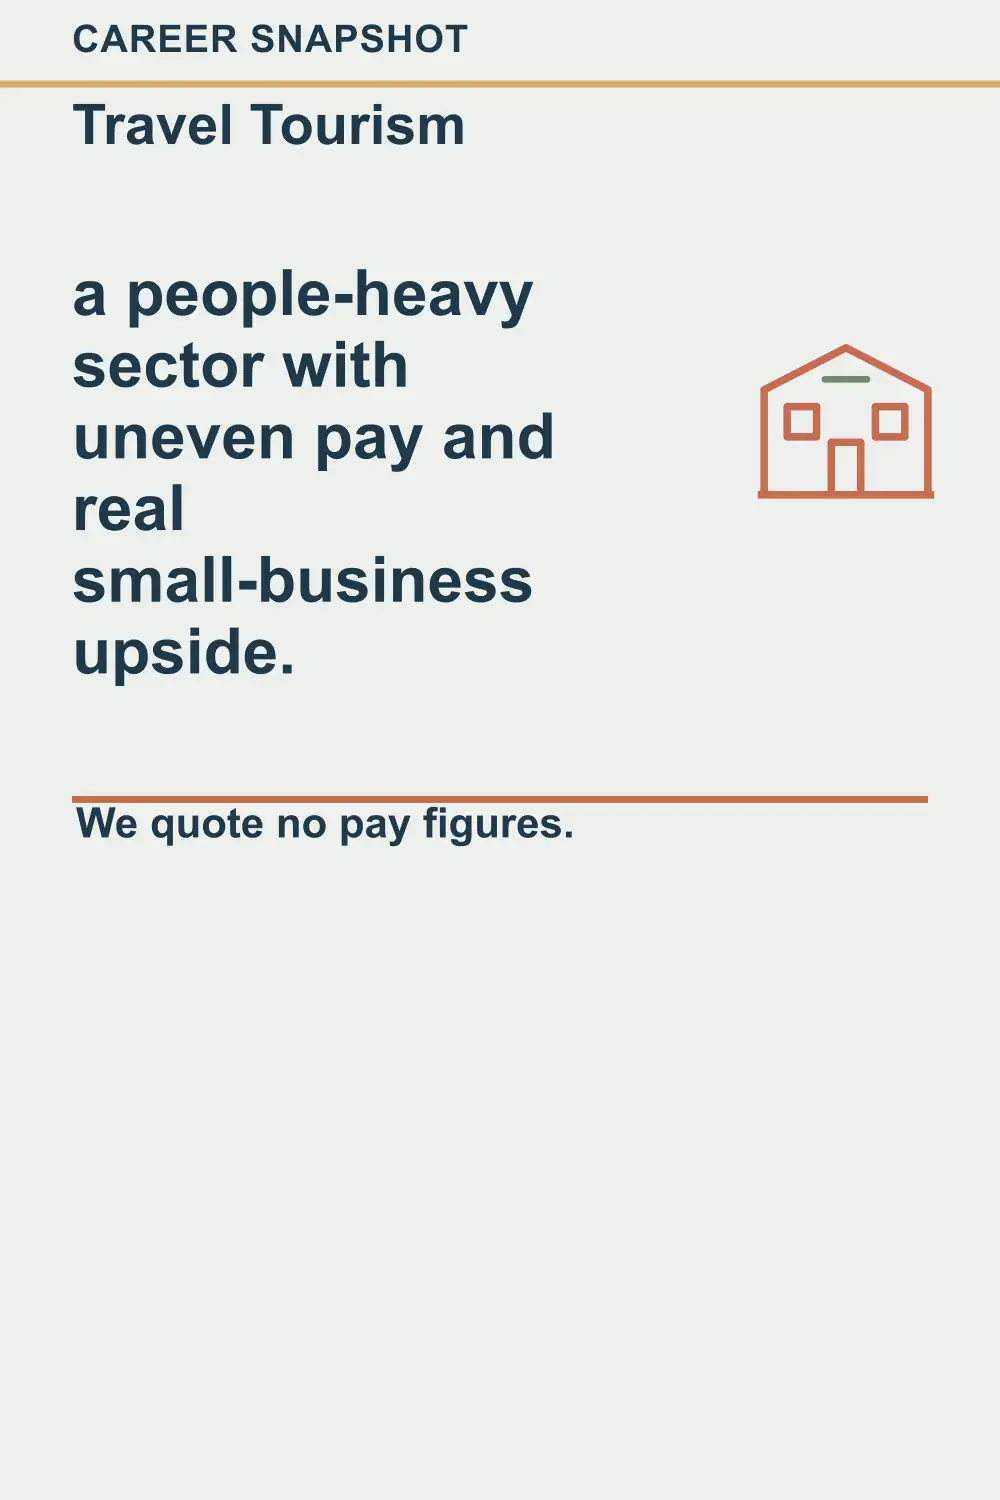 CAREER SNAPSHOT
Travel Tourism
a people-heavy
sector with
uneven pay and
real
small-business
upside.
We quote no pay figures.